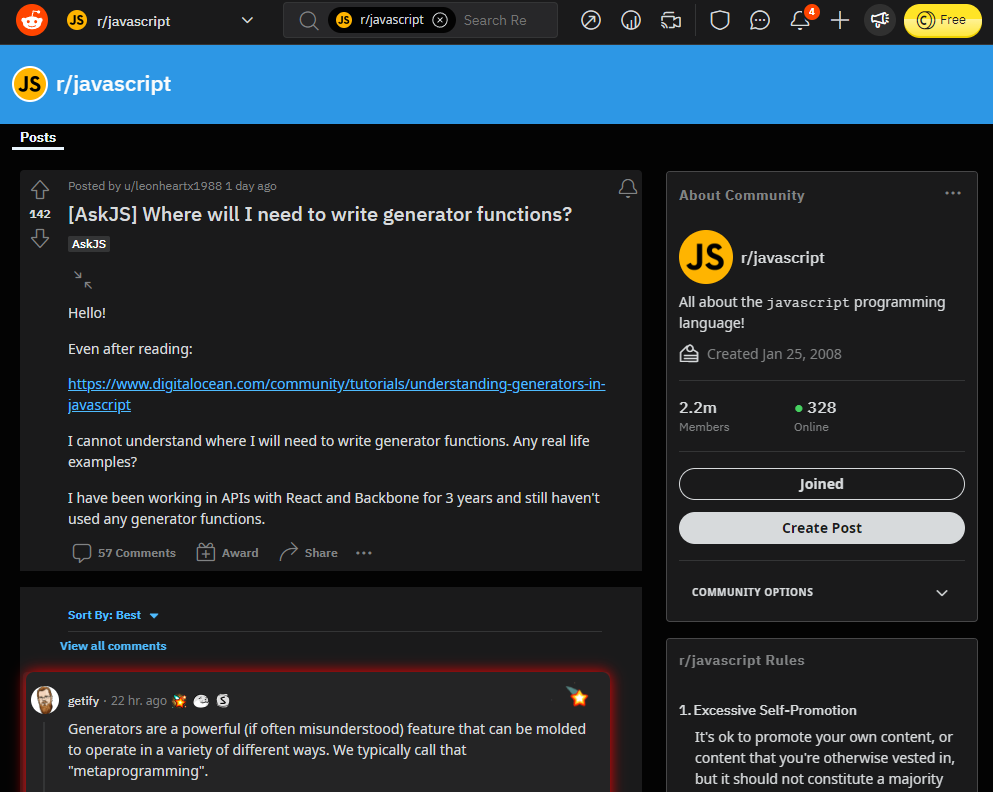 JS r/javascript
JS r/javascript Search Re
4
Free
JS r/javascript
Posts
Posted by u/leonheartx1988 1 day ago
142
[AskJS] Where will I need to write generator functions?
AskJS
Hello!
Even after reading:
https://www.digitalocean.com/community/tutorials/understanding-generators-in-
javascript
I cannot understand where I will need to write generator functions. Any real life
examples?
I have been working in APIs with React and Backbone for 3 years and still haven't
used any generator functions.
57 Comments Award Share
Sort By: Best
View all comments
getify · 22 hr. ago
Generators are a powerful (if often misunderstood) feature that can be molded
to operate in a variety of different ways. We typically call that
"metaprogramming".
About Community
JS r/javascript
All about the javascript programming
language!
Created Jan 25, 2008
2.2m 328
Members Online
Joined
Create Post
COMMUNITY OPTIONS
r/javascript Rules
1. Excessive Self-Promotion
It's ok to promote your own content, or
content that you're otherwise vested in,
but it should not constitute a majority